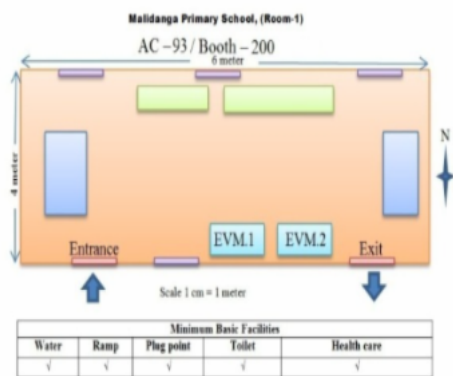 Malidanga Primary School, (Room-1)
AC –93 / Booth – 200
6 meter
4 meter
N
EVM.1 EVM.2
Entrance Exit
Scale 1 cm = 1 meter
Minimum Basic Facilities
Water Ramp Plug point Toilet Health care
√ √ √ √ √